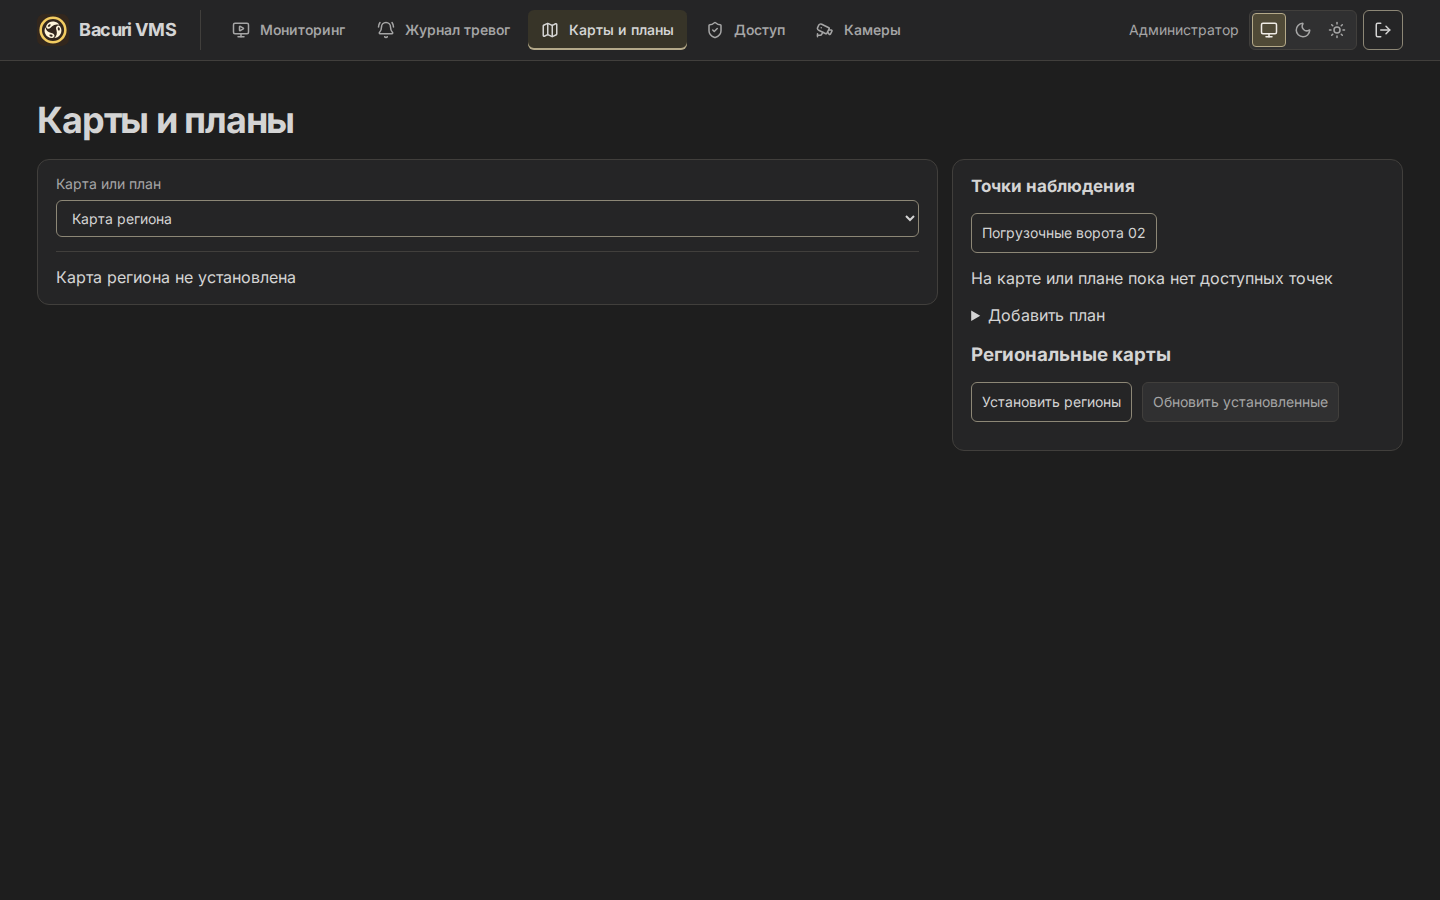 Bacuri VMS
Мониторинг
Журнал тревог
Карты и планы
Доступ
Камеры
Администратор
Карты и планы
Карта или план
Карта региона
Карта региона не установлена
Точки наблюдения
Погрузочные ворота 02
На карте или плане пока нет доступных точек
Добавить план
Региональные карты
Установить регионы
Обновить установленные